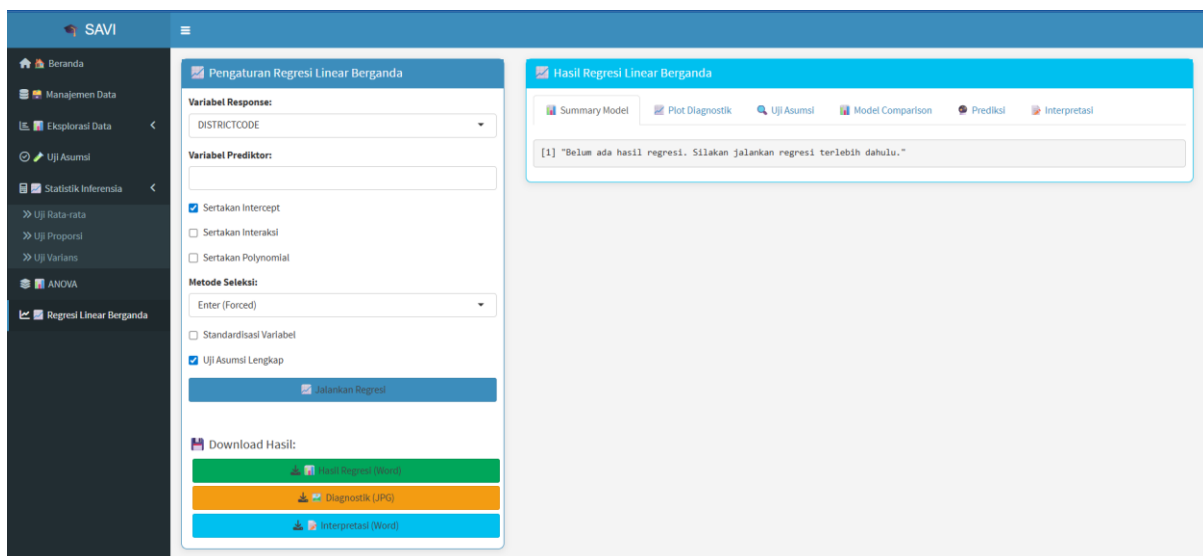 SAVI
Beranda
Manajemen Data
Eksplorasi Data
Uji Asumsi
Statistik Inferensia
Uji Rata-rata
Uji Proporsi
Uji Varians
ANOVA
Regresi Linear Berganda
Pengaturan Regresi Linear Berganda
Variabel Response:
DISTRICTCODE
Variabel Prediktor:
Sertakan Intercept
Sertakan Interaksi
Sertakan Polynomial
Metode Seleksi:
Enter (Forced)
Standardisasi Variabel
Uji Asumsi Lengkap
Jalankan Regresi
Download Hasil:
Hasil Regresi (Word)
Diagnostik (JPG)
Interpretasi (Word)
Hasil Regresi Linear Berganda
Summary Model Plot Diagnostik Uji Asumsi Model Comparison Prediksi Interpretasi
[1] "Belum ada hasil regresi. Silakan jalankan regresi terlebih dahulu."